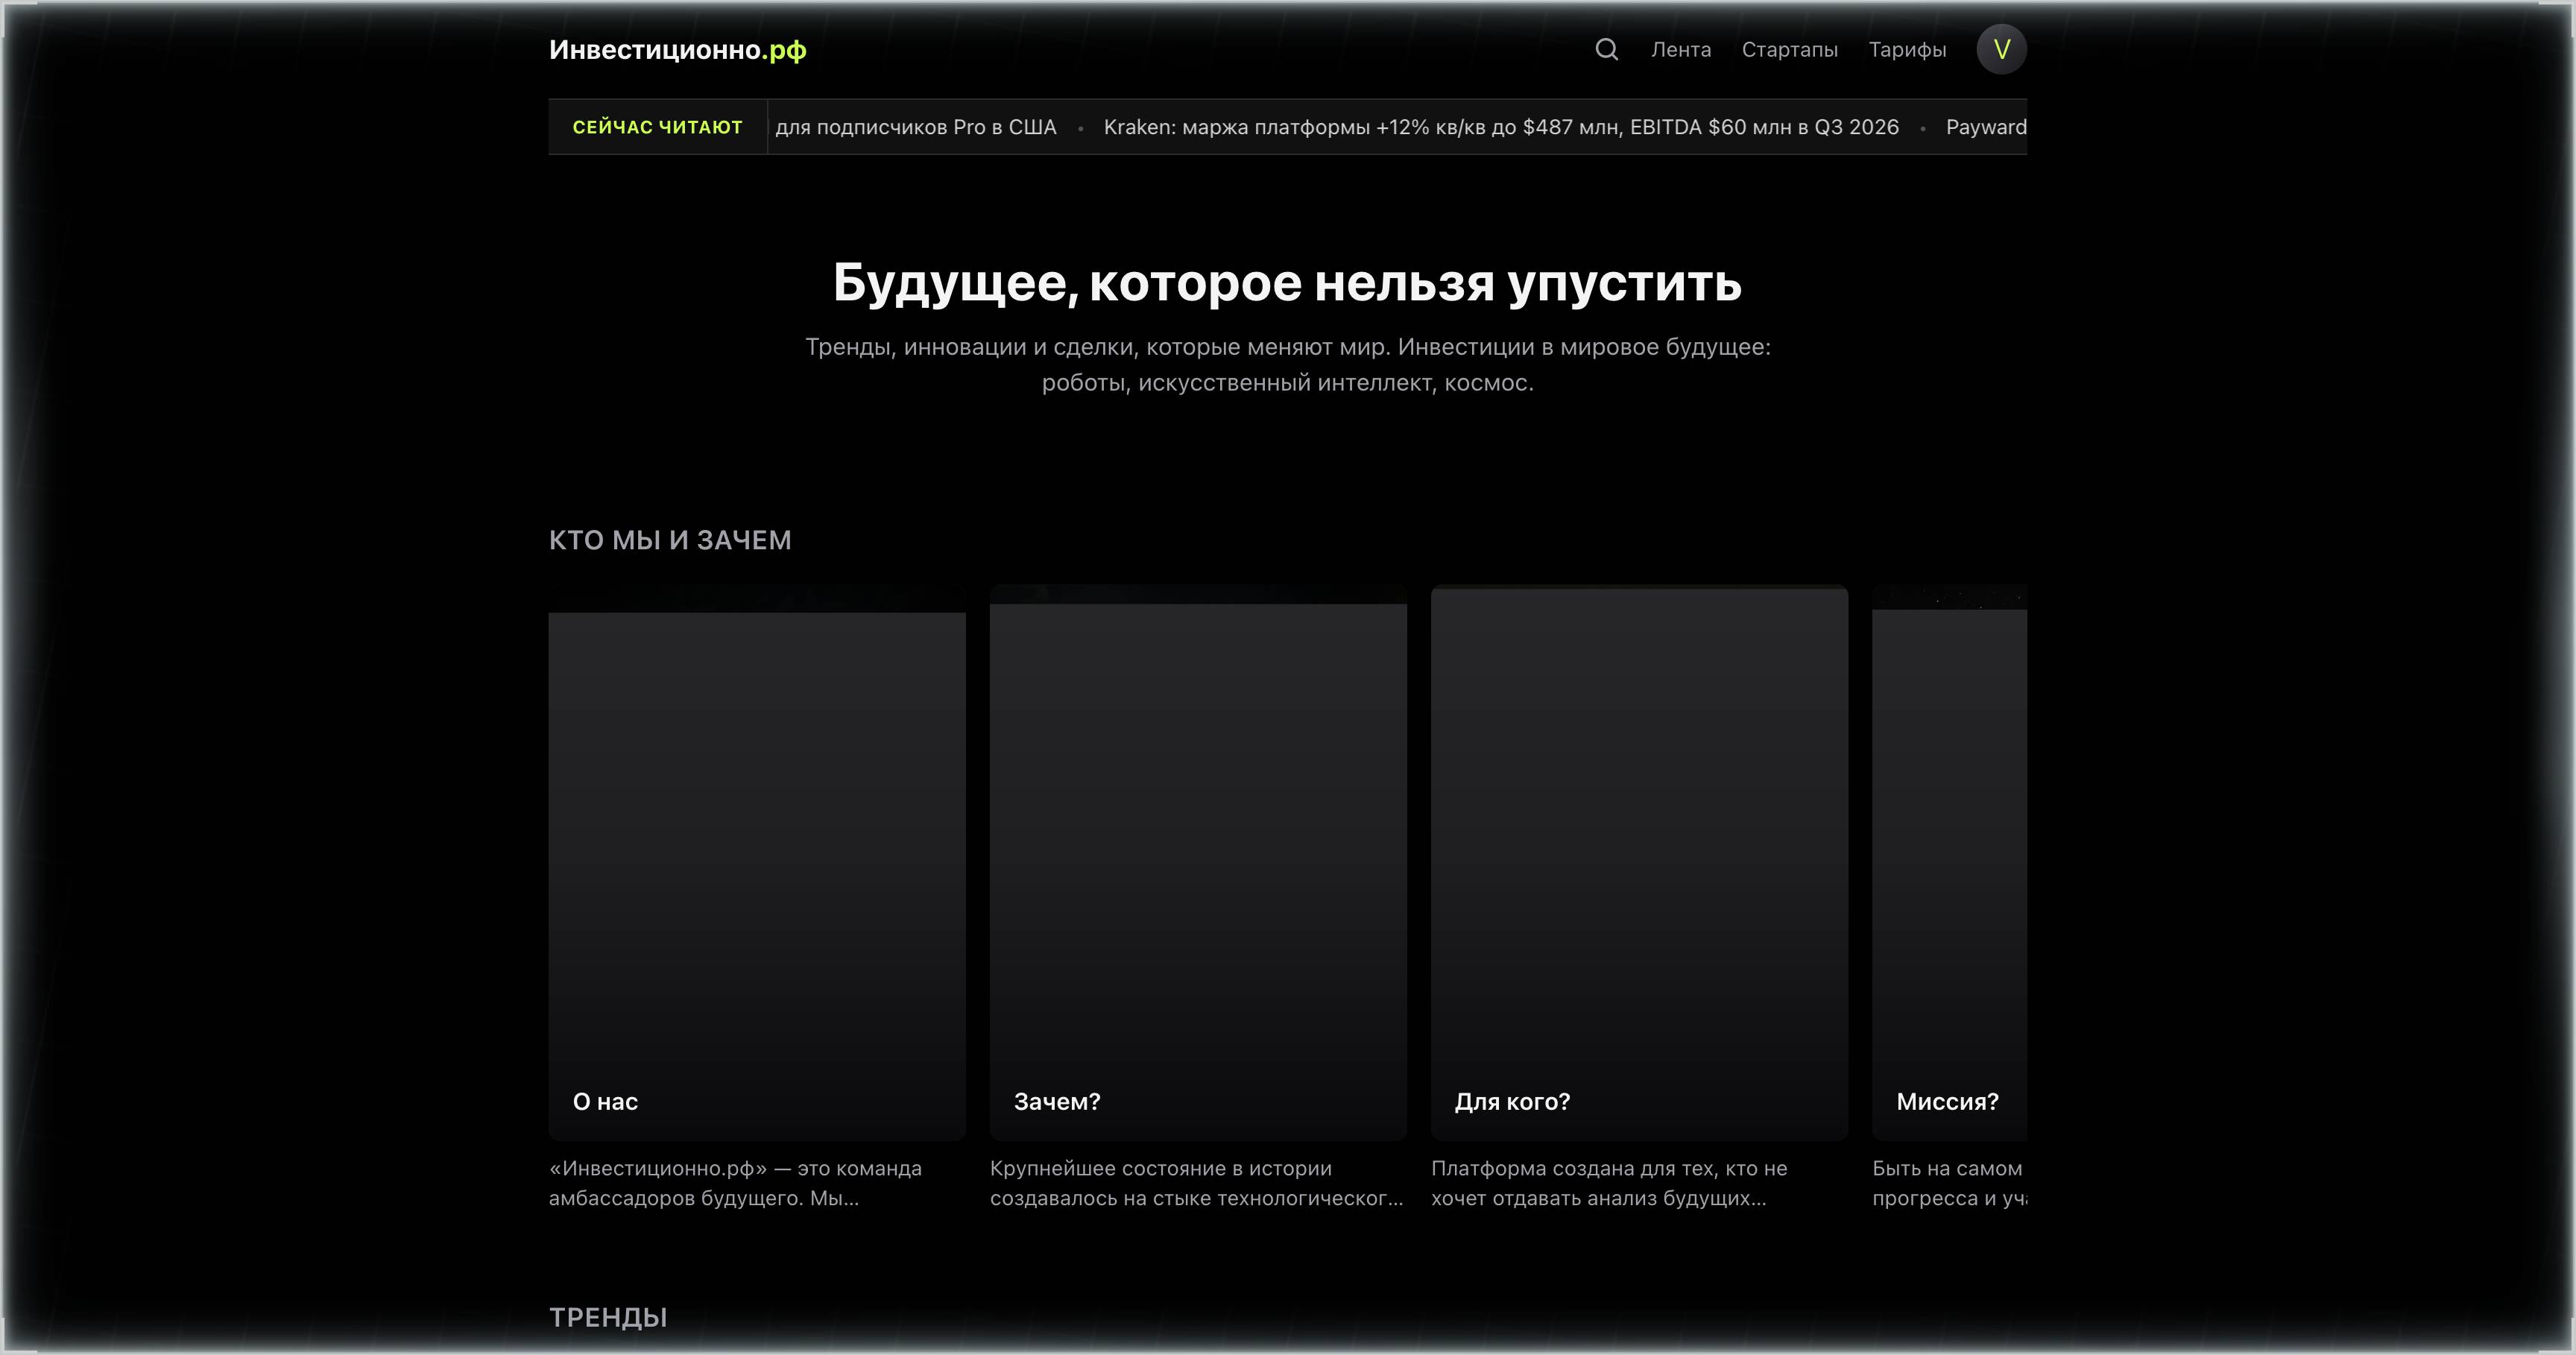 Инвестиционно.рф
Лента Стартапы Тарифы V
СЕЙЧАС ЧИТАЮТ для подписчиков Pro в США • Kraken: маржа платформы +12% кв/кв до $487 млн, EBITDA $60 млн в Q3 2026 • Payward
Будущее, которое нельзя упустить
Тренды, инновации и сделки, которые меняют мир. Инвестиции в мировое будущее:
роботы, искусственный интеллект, космос.
КТО МЫ И ЗАЧЕМ
О нас
«Инвестиционно.рф» — это команда
амбассадоров будущего. Мы...
Зачем?
Крупнейшее состояние в истории
создавалось на стыке технологическог...
Для кого?
Платформа создана для тех, кто не
хочет отдавать анализ будущих...
Миссия?
Быть на самом
прогресса и
ТРЕНДЫ